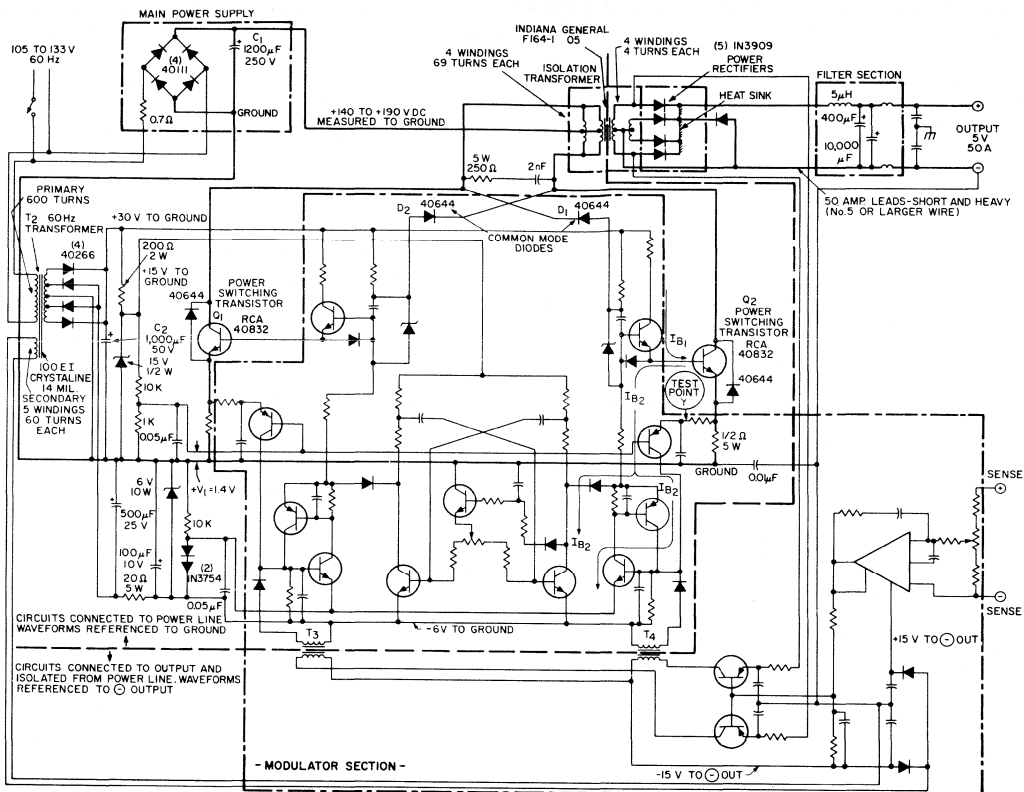 MAIN POWER SUPPLY
105 TO 133 V
60 Hz
(4)
40111
C1
1200µF
250 V
0.7Ω
GROUND
+140 TO +190 V DC
MEASURED TO GROUND
INDIANA GENERAL
F164-1 05
4 WINDINGS
69 TURNS EACH
ISOLATION
TRANSFORMER
4 WINDINGS
4 TURNS EACH
(5) IN3909
POWER
RECTIFIERS
HEAT SINK
FILTER SECTION
5µH
400µF
10,000
µF
OUTPUT
5 V
50 A
50 AMP. LEADS-SHORT AND HEAVY
(No.5 OR LARGER WIRE)
5 W
250Ω
2nF
D2
40644
D1
40644
COMMON MODE
DIODES
PRIMARY
600 TURNS
T2 60Hz
TRANSFORMER
(4)
40266
+30 V TO GROUND
200Ω
2 W
+15 V TO
GROUND
40644
POWER
SWITCHING
TRANSISTOR
Q1
RCA
40832
C2
1,000µF
50V
15 V
1/2 W
100 EI
CRYSTALINE
14 MIL.
SECONDARY
5 WINDINGS
60 TURNS
EACH
10K
1K
0.05µF
Q2
POWER
SWITCHING
TRANSISTOR
RCA
40832
40644
IB1
IB2
TEST
POINT
Y
1/2Ω
5 W
GROUND
0.01µF
6 V
10W
+V1=1.4 V
500µF
25 V
10K
100µF
10V
20Ω
5 W
(2)
IN3754
0.05µF
IB2
IB2
SENSE
+
−
SENSE
CIRCUITS CONNECTED TO POWER LINE
WAVEFORMS REFERENCED TO GROUND
CIRCUITS CONNECTED TO OUTPUT AND
ISOLATED FROM POWER LINE. WAVEFORMS
REFERENCED TO ⊖ OUTPUT
-6V TO GROUND
T3
T4
+15 V TO ⊖ OUT
-15 V TO ⊖ OUT
- MODULATOR SECTION -